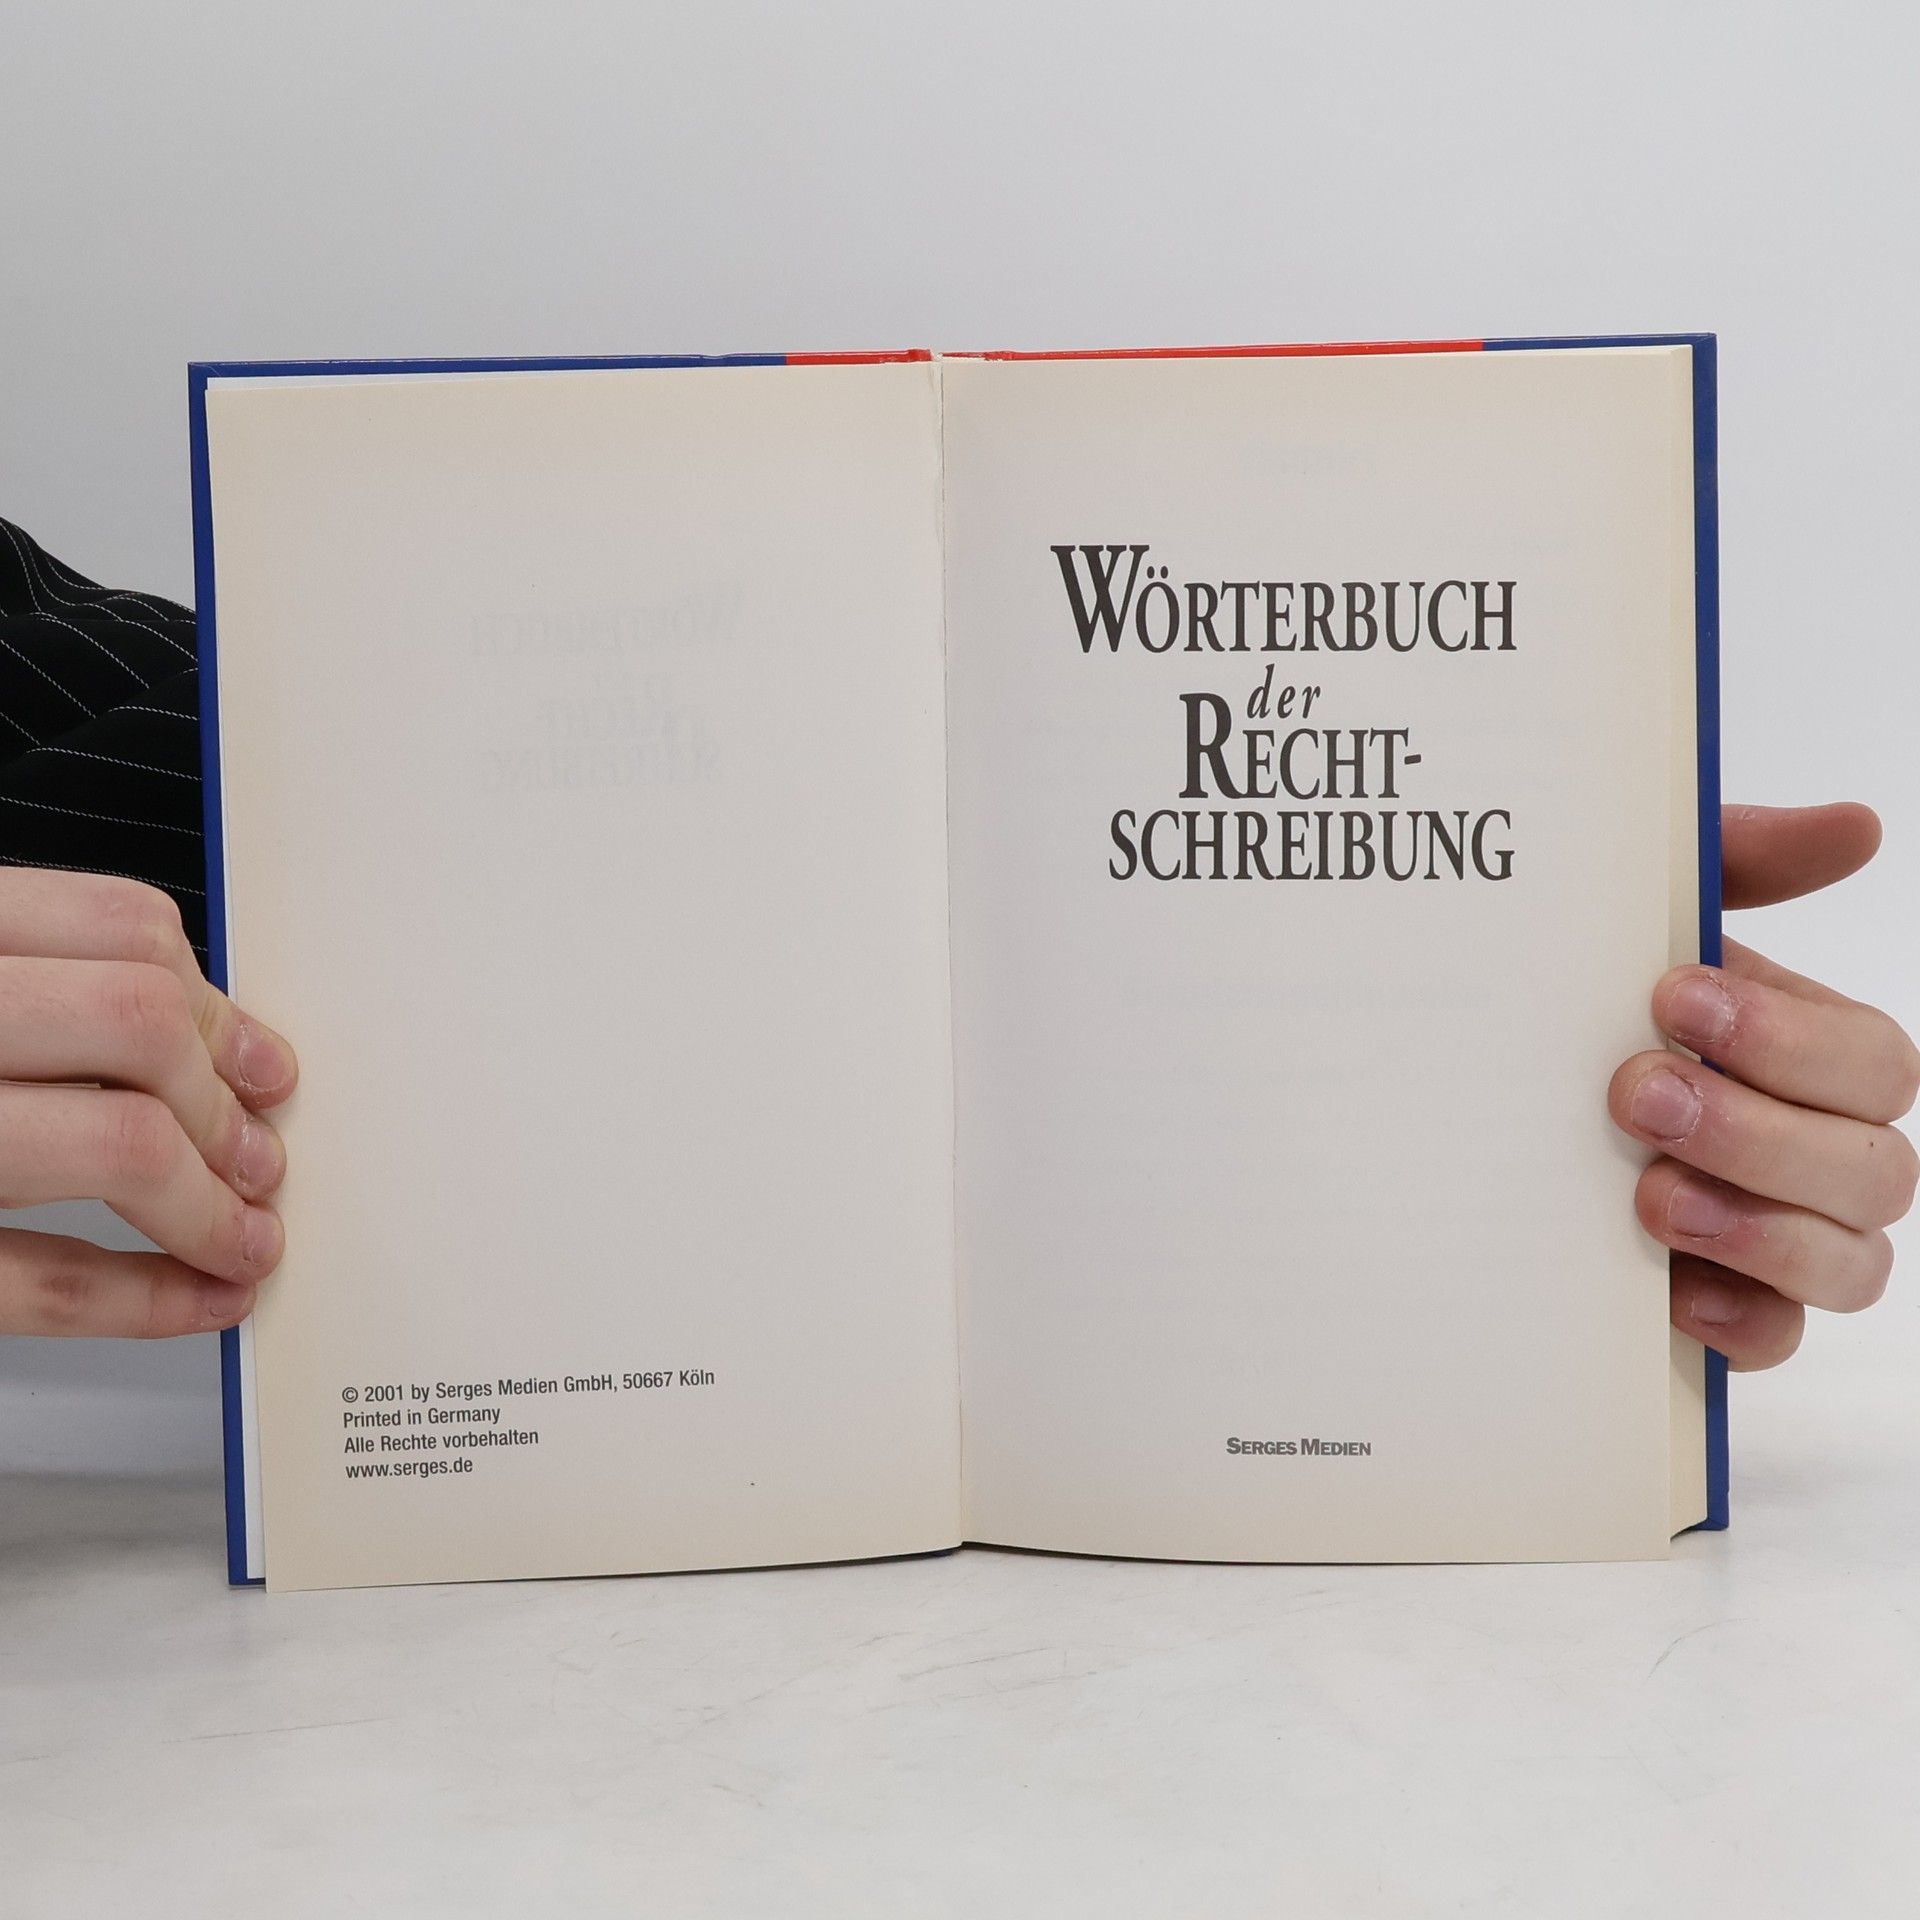 © 2001 by Serges Medien GmbH, 50667 Köln
Printed in Germany
Alle Rechte vorbehalten
www.serges.de
WÖRTERBUCH
der
RECHT-
SCHREIBUNG
SERGES MEDIEN